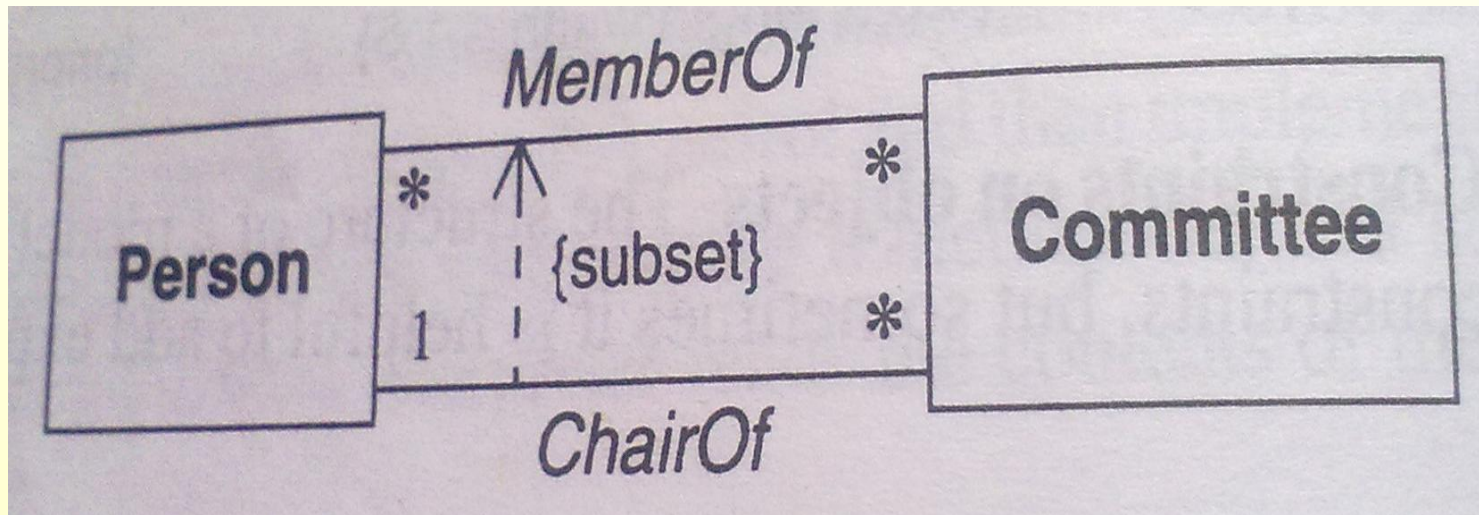 MemberOf
* *
Person {subset} Committee
1 *
ChairOf